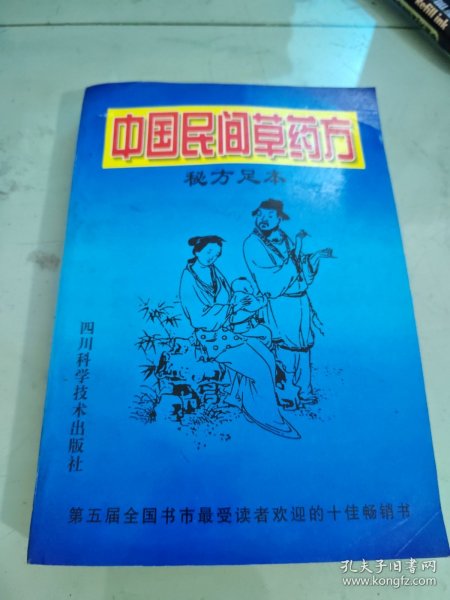 Refill ink
中国民间草药方
秘方足本
四川科学技术出版社
第五届全国书市最受读者欢迎的十佳畅销书
孔夫子旧书网
www.kongfz.com